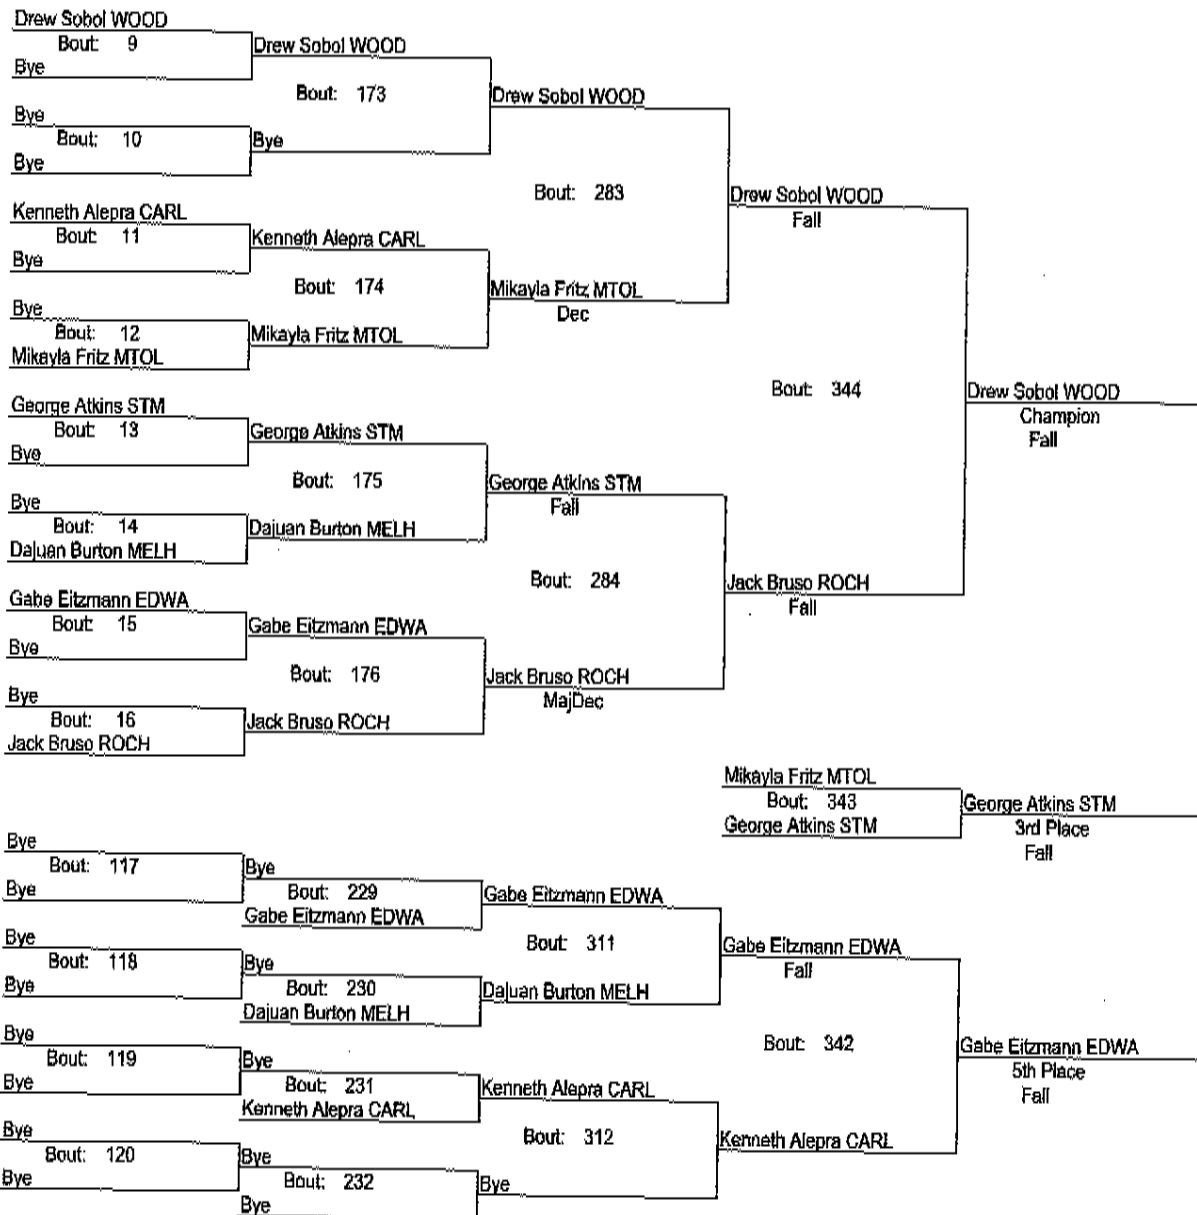 Drew Sobol WOOD
Bout: 9
Drew Sobol WOOD
Bye
Bout: 173
Drew Sobol WOOD
Bye
Bout: 10
Bye
Bye
Bout: 283
Drew Sobol WOOD
Fall
Kenneth Alepra CARL
Bout: 11
Kenneth Alepra CARL
Bye
Bout: 174
Mikayla Fritz MTOL
Dec
Bye
Bout: 12
Mikayla Fritz MTOL
Mikayla Fritz MTOL
Bout: 344
Drew Sobol WOOD
Champion
Fall
George Atkins STM
Bout: 13
George Atkins STM
Bye
Bout: 175
George Atkins STM
Fall
Bye
Bout: 14
Dajuan Burton MELH
Dajuan Burton MELH
Bout: 284
Jack Bruso ROCH
Fall
Gabe Eitzmann EDWA
Bout: 15
Gabe Eitzmann EDWA
Bye
Bout: 176
Jack Bruso ROCH
MajDec
Bye
Bout: 16
Jack Bruso ROCH
Jack Bruso ROCH
Mikayla Fritz MTOL
Bout: 343
George Atkins STM
George Atkins STM
3rd Place
Fall
Bye
Bout: 117
Bye
Bye
Bout: 229
Gabe Eitzmann EDWA
Gabe Eitzmann EDWA
Bye
Bout: 311
Gabe Eitzmann EDWA
Fall
Bout: 118
Bye
Bye
Bout: 230
Dajuan Burton MELH
Dajuan Burton MELH
Bye
Bout: 342
Gabe Eitzmann EDWA
5th Place
Fall
Bout: 119
Bye
Bye
Bout: 231
Kenneth Alepra CARL
Kenneth Alepra CARL
Bye
Bout: 312
Kenneth Alepra CARL
Bout: 120
Bye
Bye
Bout: 232
Bye
Bye